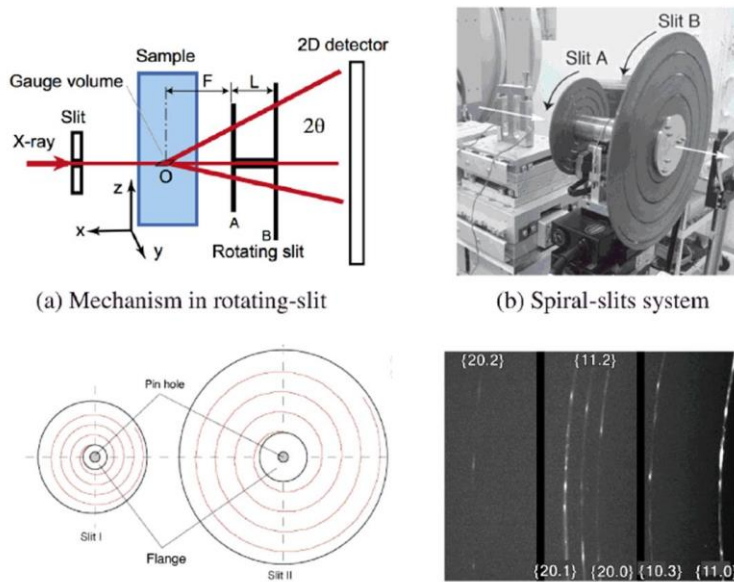 Sample
2D detector
Gauge volume
F
L
Slit
2θ
X-ray
O
z
x
y
A
B
Rotating slit
(a) Mechanism in rotating-slit
Slit B
Slit A
(b) Spiral-slits system
Pin hole
Flange
Slit I
Slit II
{20.2}
{11.2}
{20.1}
{20.0}
{10.3}
{11.0}